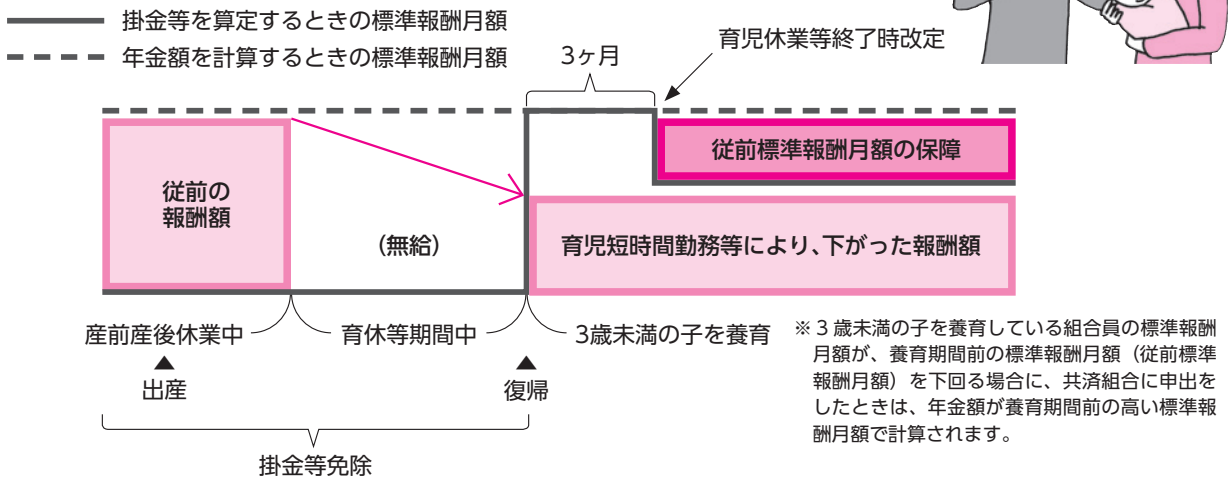 掛金等を算定するときの標準報酬月額
年金額を計算するときの標準報酬月額
3ヶ月
育児休業等終了時改定
従前の
報酬額
(無給)
従前標準報酬月額の保障
育児短時間勤務等により、下がった報酬額
産前産後休業中
育休等期間中
3歳未満の子を養育
▲
出産
▲
復帰
掛金等免除
※3歳未満の子を養育している組合員の標準報酬
月額が、養育期間前の標準報酬月額（従前標準
報酬月額）を下回る場合に、共済組合に申出を
したときは、年金額が養育期間前の高い標準報
酬月額で計算されます。